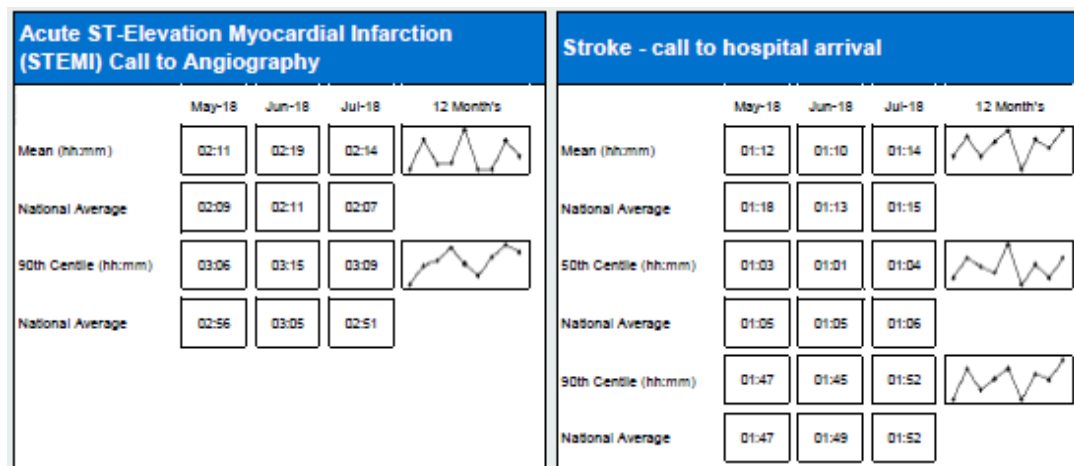 Acute ST-Elevation Myocardial Infarction
(STEMI) Call to Angiography
May-18 Jun-18 Jul-18 12 Month's
Mean (hh:mm) 02:11 02:19 02:14
National Average 02:09 02:11 02:07
90th Centile (hh:mm) 03:06 03:15 03:09
National Average 02:56 03:05 02:51
Stroke - call to hospital arrival
May-18 Jun-18 Jul-18 12 Month's
Mean (hh:mm) 01:12 01:10 01:14
National Average 01:18 01:13 01:15
50th Centile (hh:mm) 01:03 01:01 01:04
National Average 01:05 01:05 01:06
90th Centile (hh:mm) 01:47 01:45 01:52
National Average 01:47 01:49 01:52